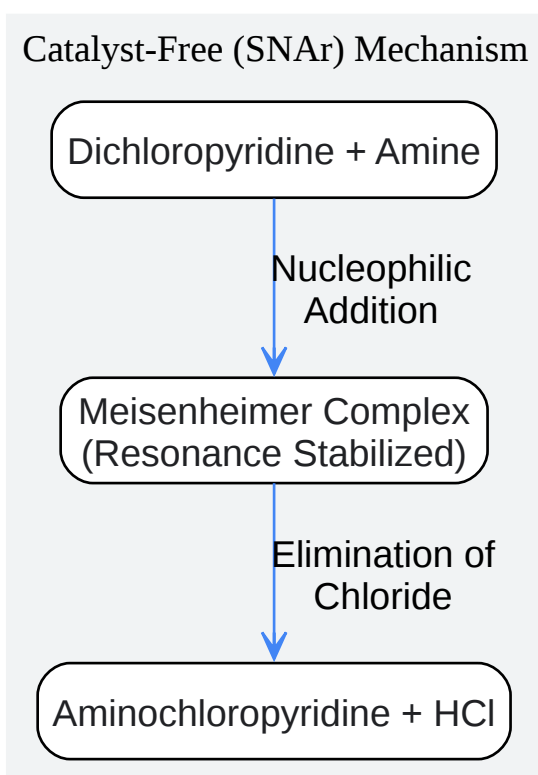 Catalyst-Free (SNAr) Mechanism
Dichloropyridine + Amine
Nucleophilic
Addition
Meisenheimer Complex
(Resonance Stabilized)
Elimination of
Chloride
Aminochloropyridine + HCl